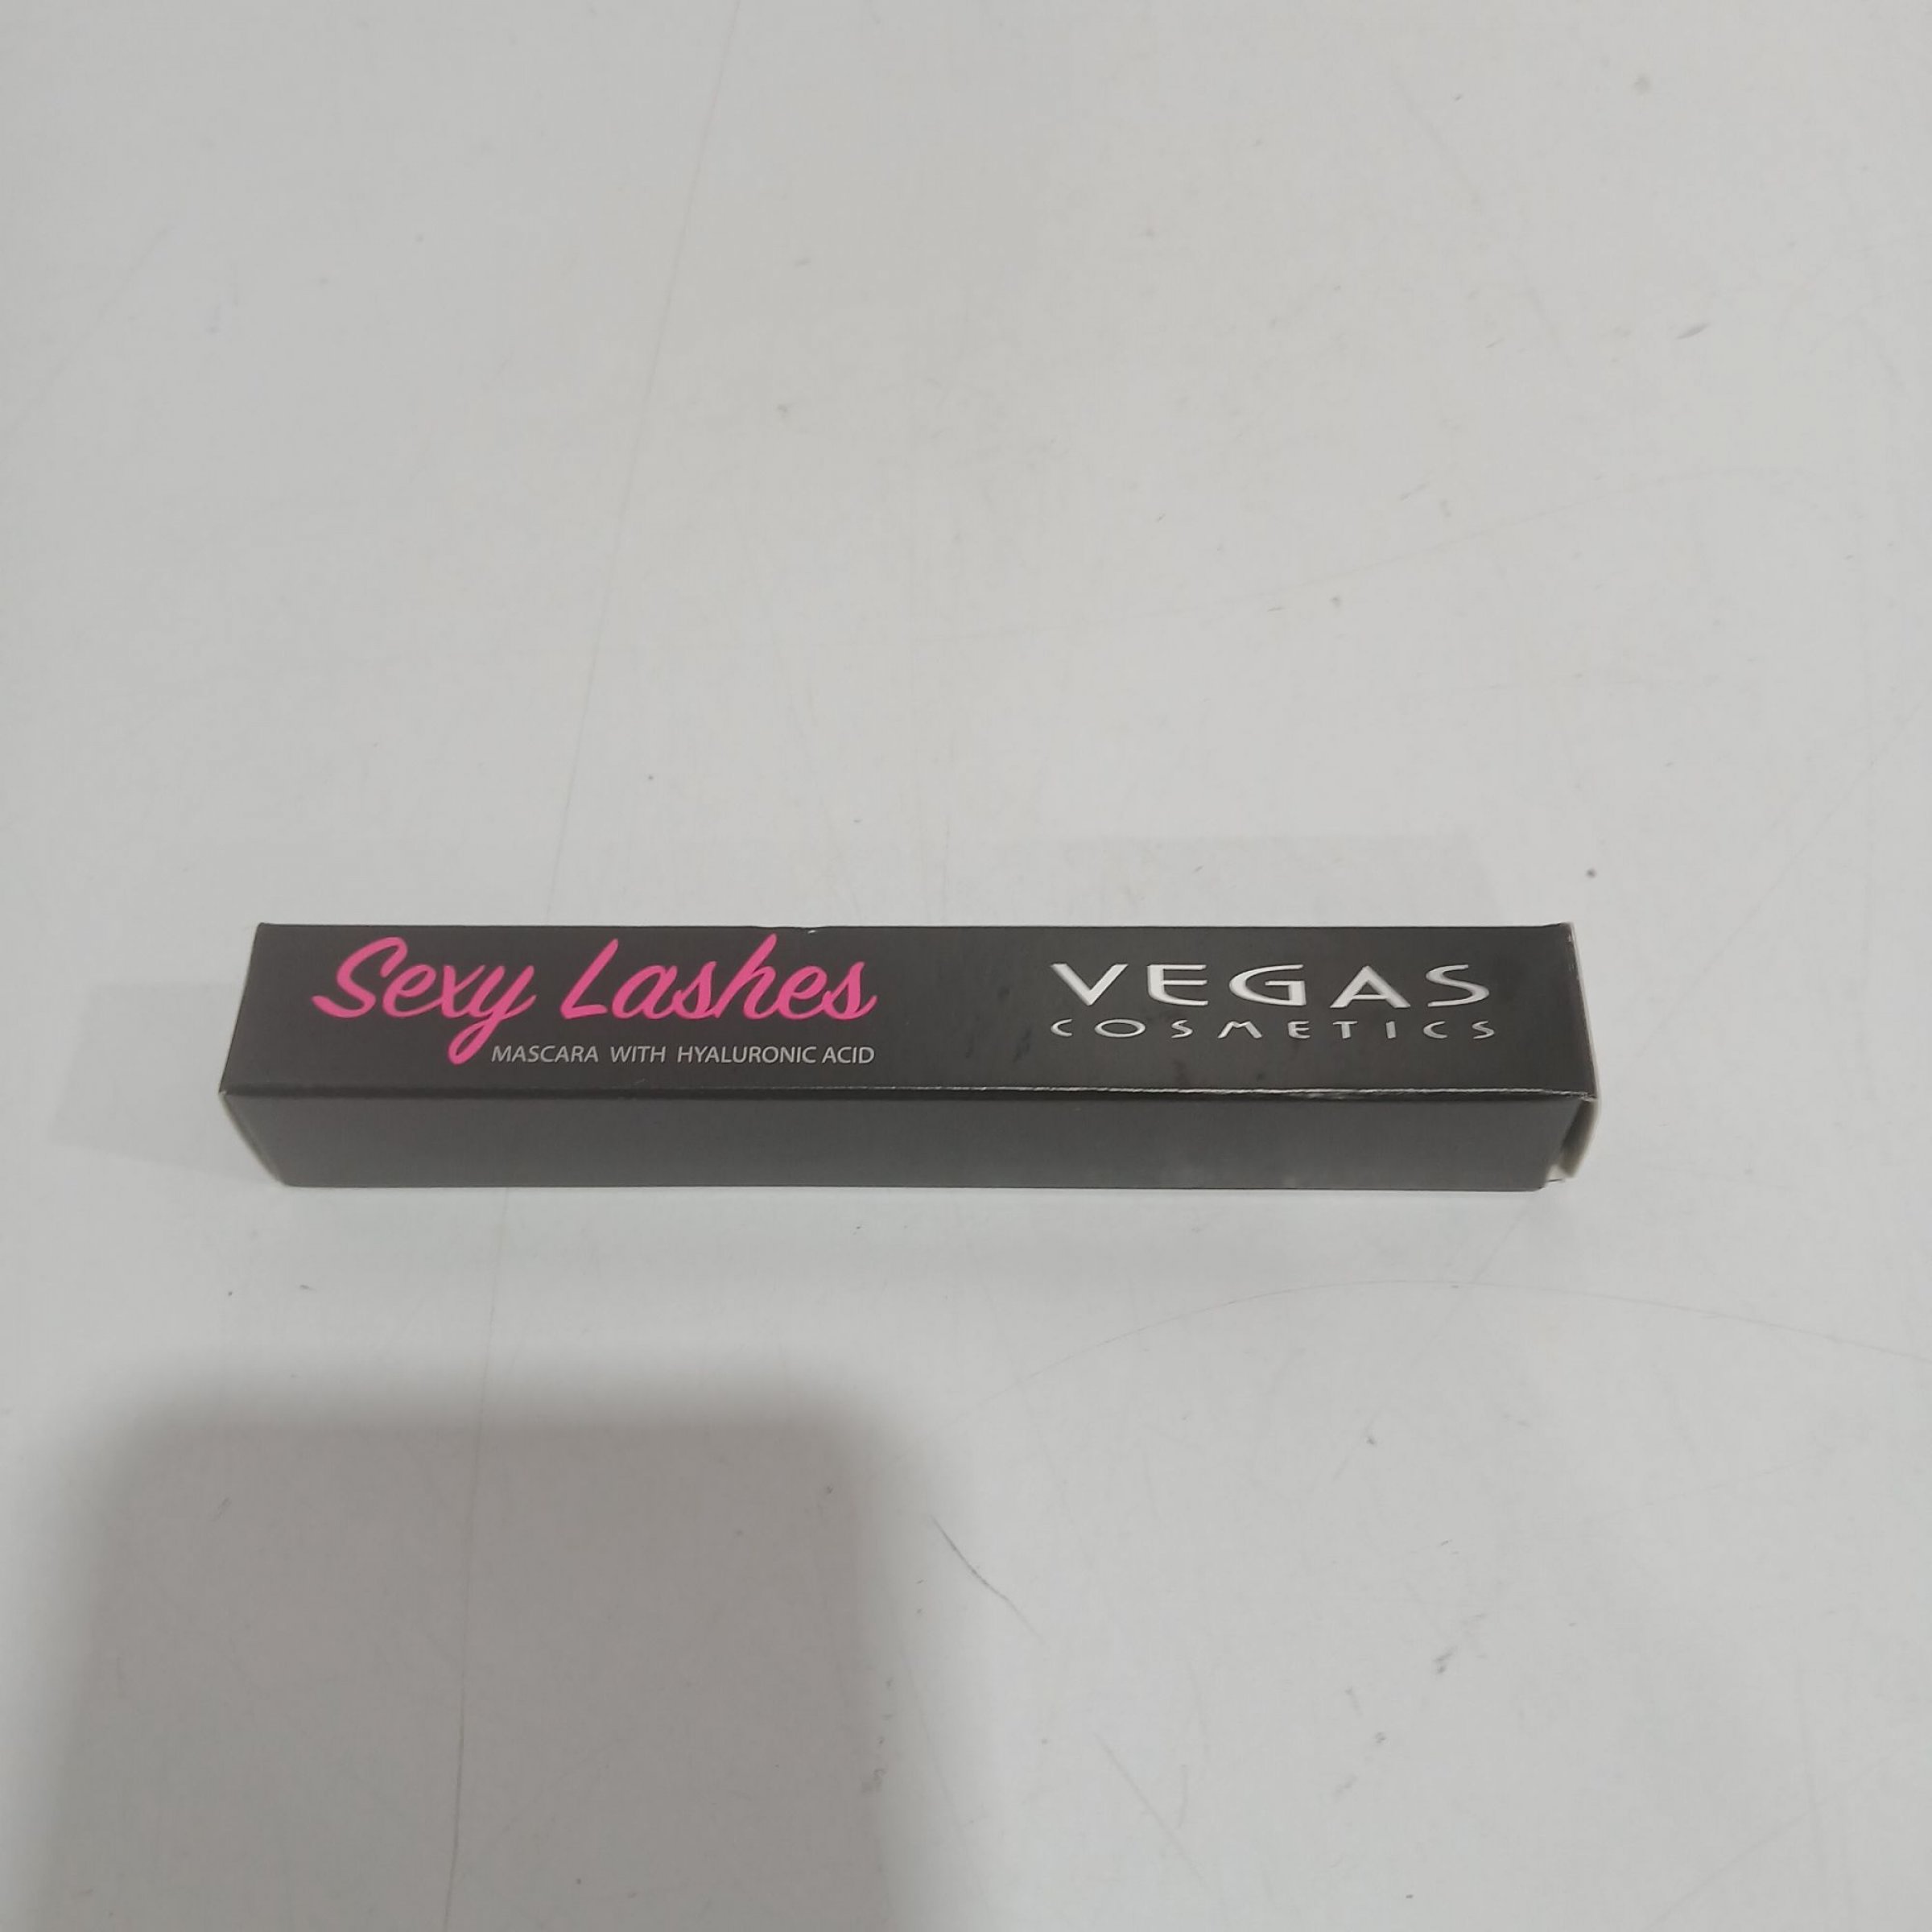 Sexy Lashes
MASCARA WITH HYALURONIC ACID
VEGAS
COSMETICS